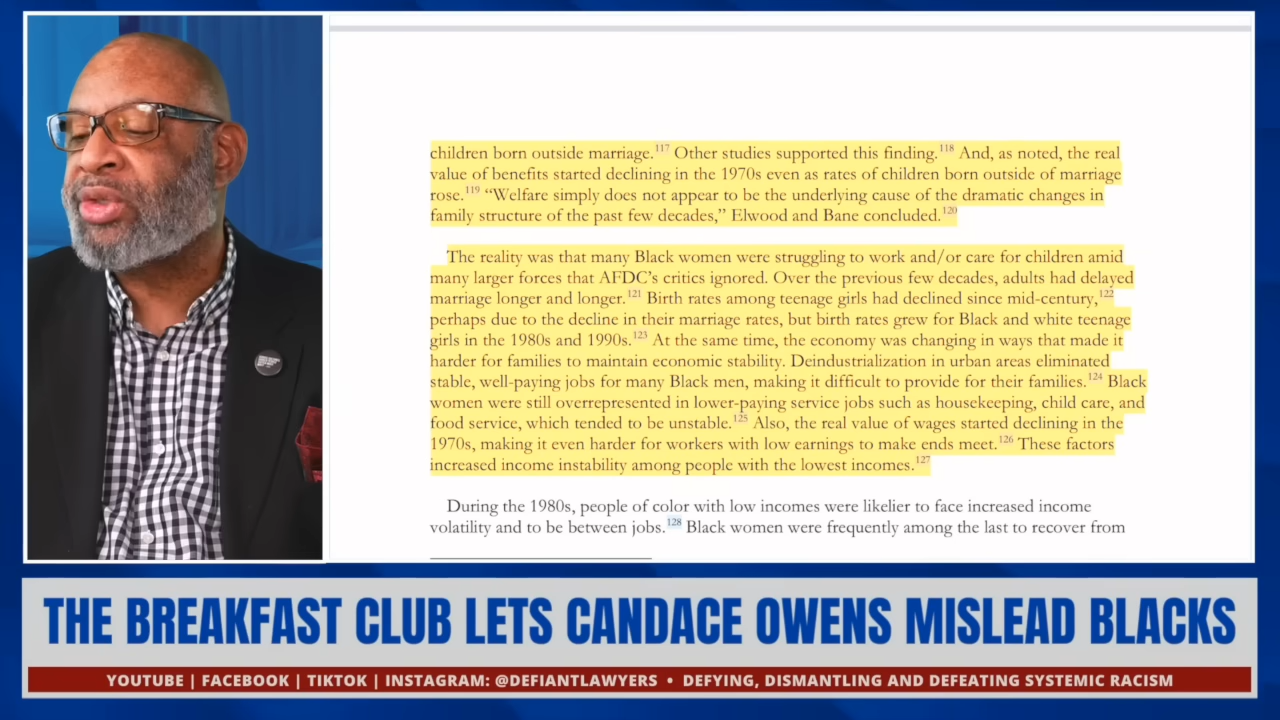 children born outside marriage.117 Other studies supported this finding.118 And, as noted, the real
value of benefits started declining in the 1970s even as rates of children born outside of marriage
rose.119 “Welfare simply does not appear to be the underlying cause of the dramatic changes in
family structure of the past few decades,” Elwood and Bane concluded.120
The reality was that many Black women were struggling to work and/or care for children amid
many larger forces that AFDC’s critics ignored. Over the previous few decades, adults had delayed
marriage longer and longer.121 Birth rates among teenage girls had declined since mid-century,122
perhaps due to the decline in their marriage rates, but birth rates grew for Black and white teenage
girls in the 1980s and 1990s.123 At the same time, the economy was changing in ways that made it
harder for families to maintain economic stability. Deindustrialization in urban areas eliminated
stable, well-paying jobs for many Black men, making it difficult to provide for their families.124 Black
women were still overrepresented in lower-paying service jobs such as housekeeping, child care, and
food service, which tended to be unstable.125 Also, the real value of wages started declining in the
1970s, making it even harder for workers with low earnings to make ends meet.126 These factors
increased income instability among people with the lowest incomes.127
During the 1980s, people of color with low incomes were likelier to face increased income
volatility and to be between jobs.128 Black women were frequently among the last to recover from
THE BREAKFAST CLUB LETS CANDACE OWENS MISLEAD BLACKS
YOUTUBE | FACEBOOK | TIKTOK | INSTAGRAM: @DEFIANTLAWYERS • DEFYING, DISMANTLING AND DEFEATING SYSTEMIC RACISM